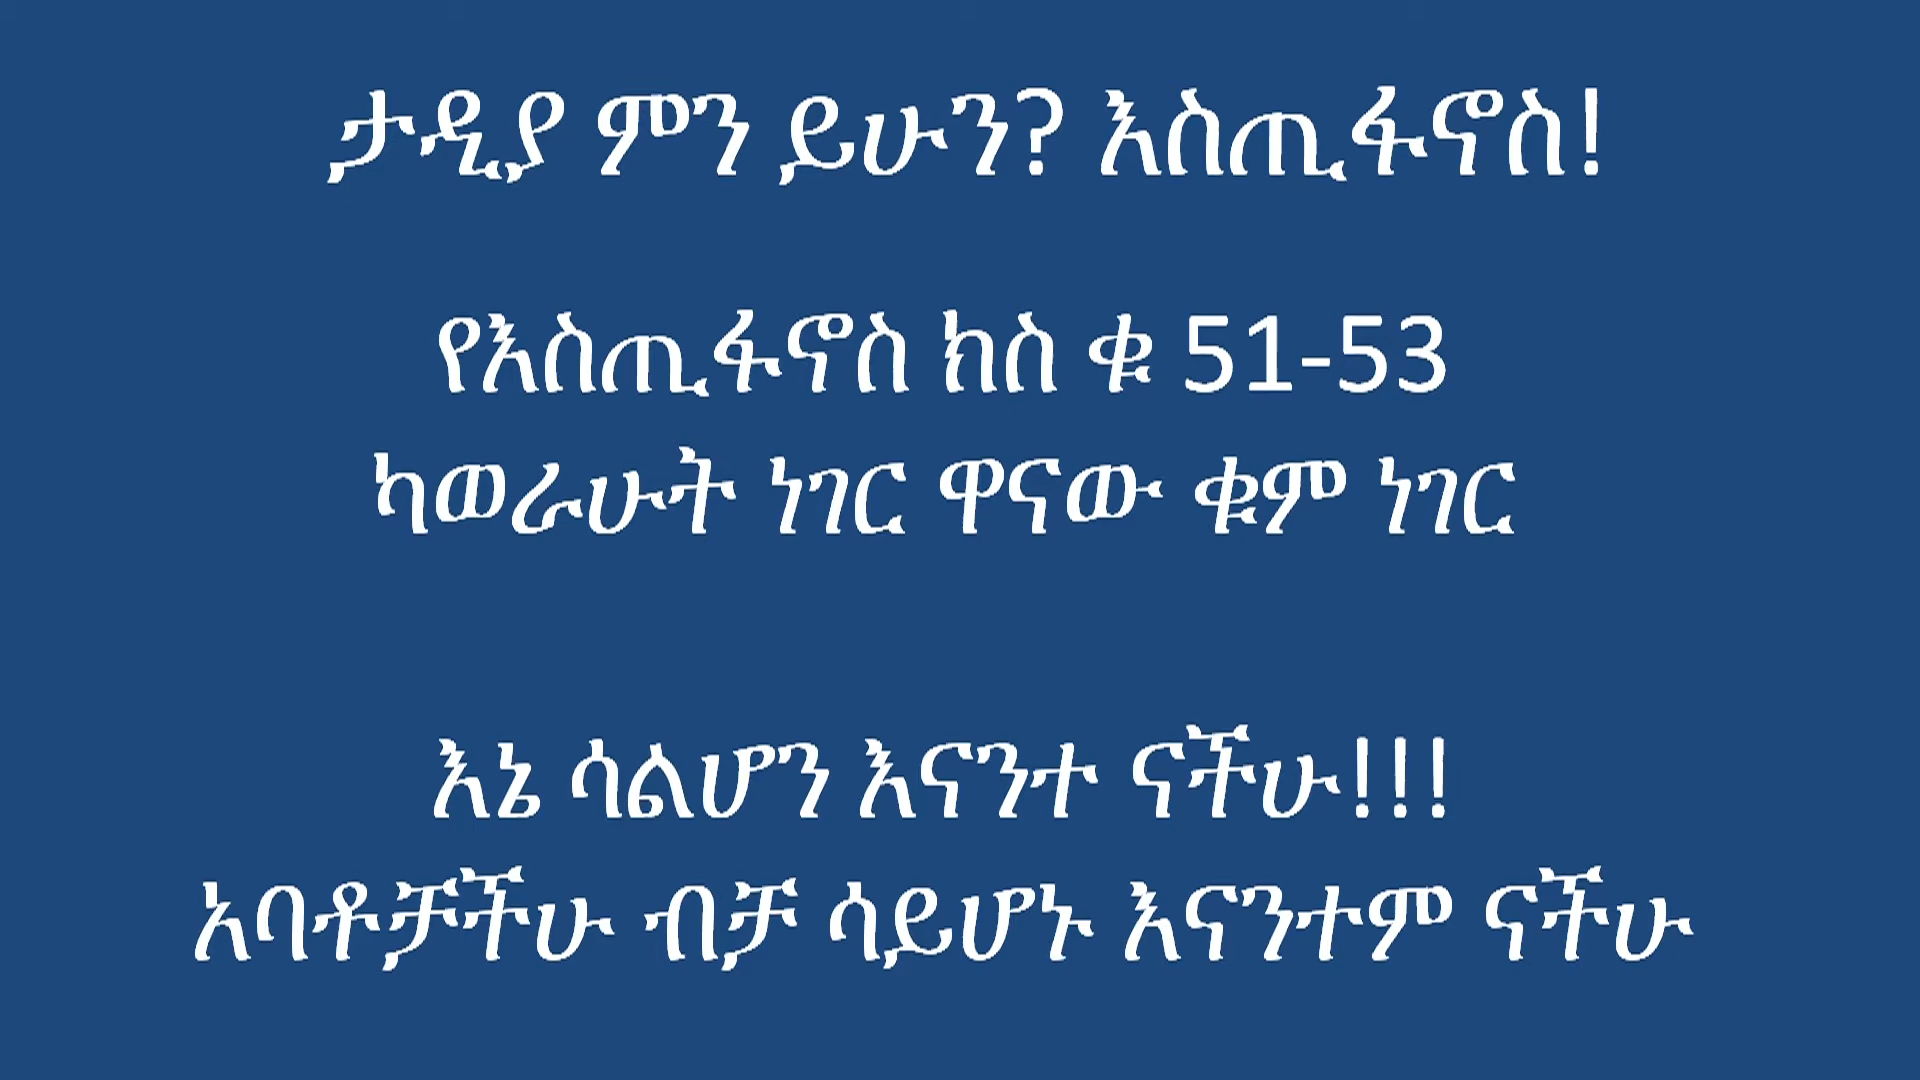 ታዲያ ምን ይሁን? እስጢፋኖስ!
የእስጢፋኖስ ክስ ቁ 51-53
ካወራሁት ነገር ዋናው ቁም ነገር
እኔ ሳልሆን እናንተ ናችሁ!!!
አባቶቻችሁ ብቻ ሳይሆኑ እናንተም ናችሁ